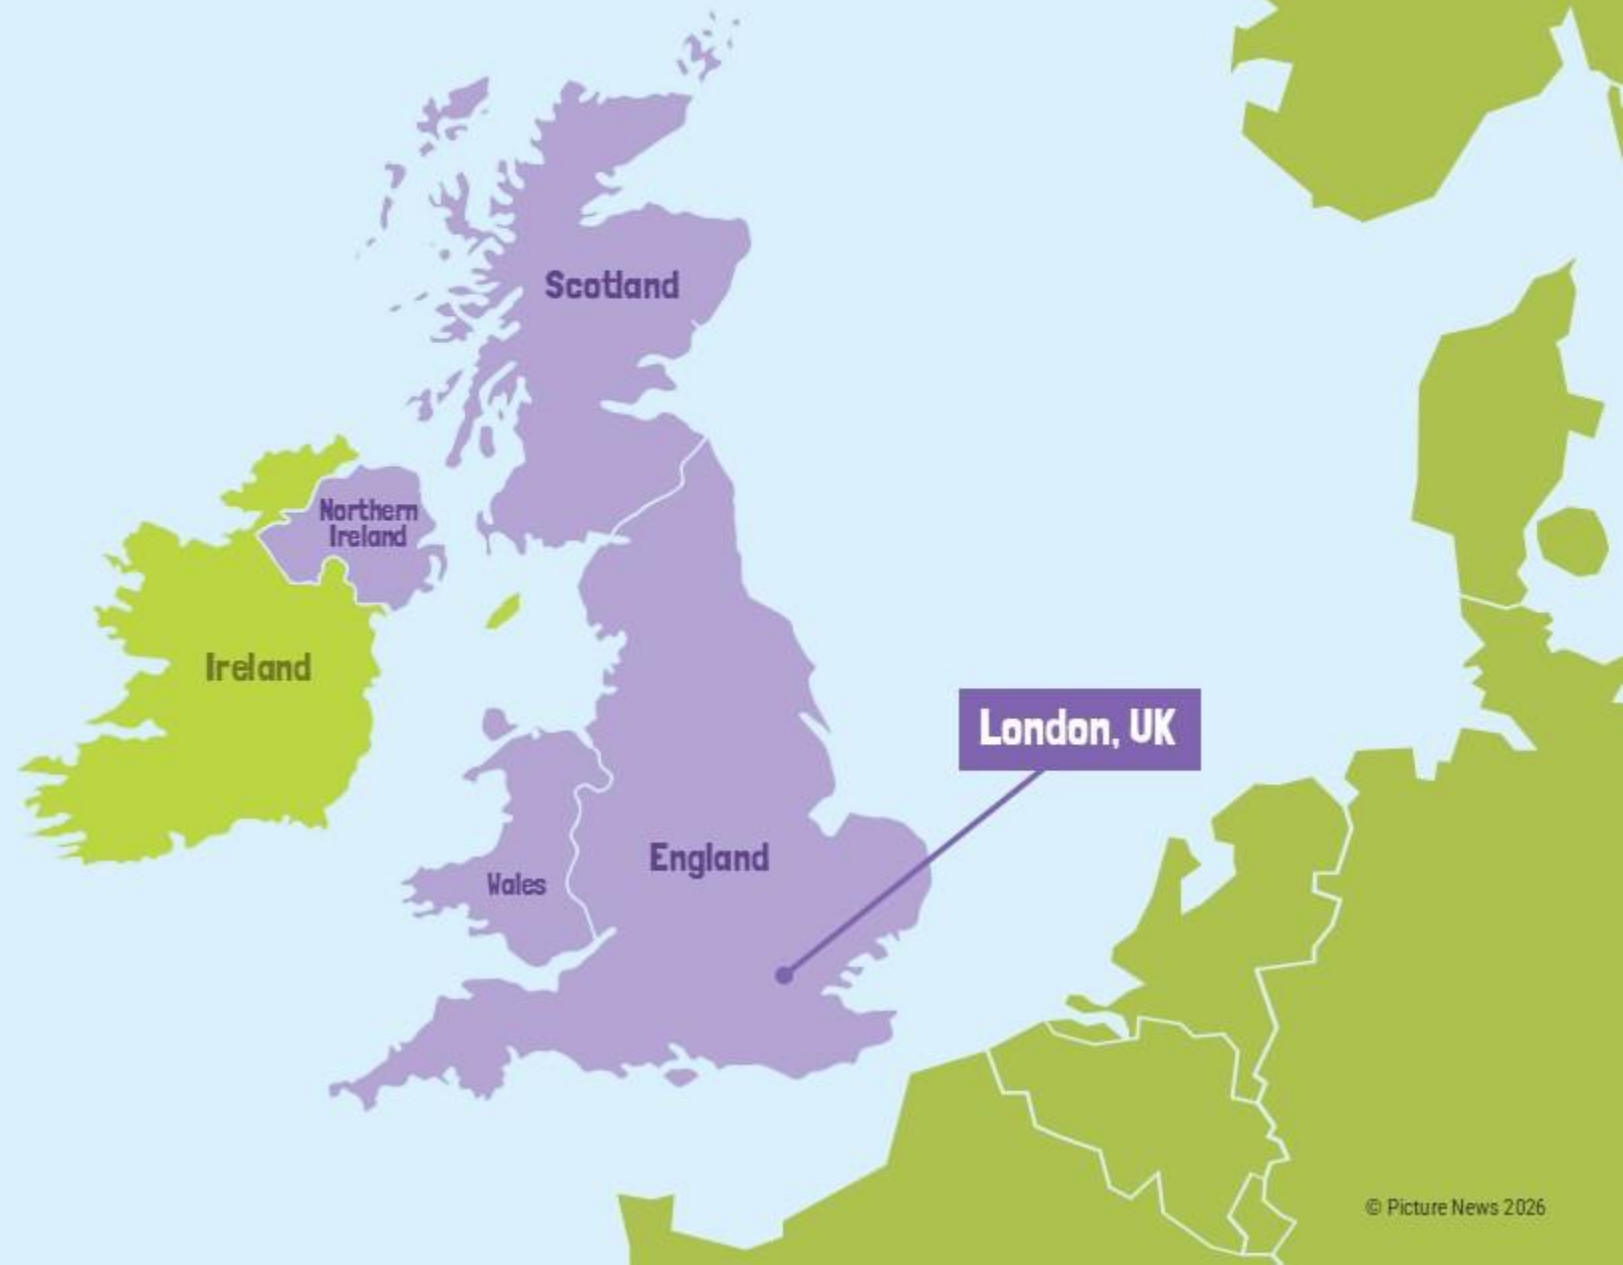 Scotland
Northern
Ireland
Ireland
London, UK
England
Wales
© Picture News 2026